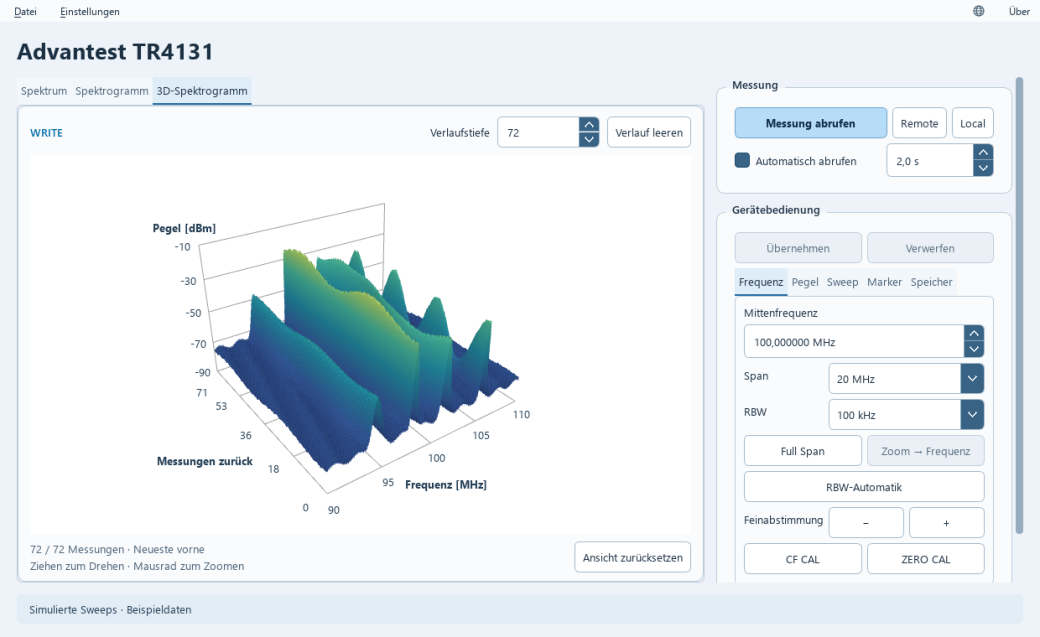 Datei Einstellungen Über
Advantest TR4131
Spektrum Spektrogramm 3D-Spektrogramm
WRITE Verlaufstiefe 72 Verlauf leeren
Pegel [dBm]
-10
-30
-50
-70
-90
71
53
36
18
0
Messungen zurück
90
95
100
105
110
Frequenz [MHz]
72 / 72 Messungen · Neueste vorne
Ziehen zum Drehen · Mausrad zum Zoomen
Ansicht zurücksetzen
Messung
Messung abrufen Remote Local
Automatisch abrufen 2,0 s
Gerätebedienung
Übernehmen Verwerfen
Frequenz Pegel Sweep Marker Speicher
Mittenfrequenz
100,000000 MHz
Span 20 MHz
RBW 100 kHz
Full Span Zoom → Frequenz
RBW-Automatik
Feinabstimmung – +
CF CAL ZERO CAL
Simulierte Sweeps · Beispieldaten